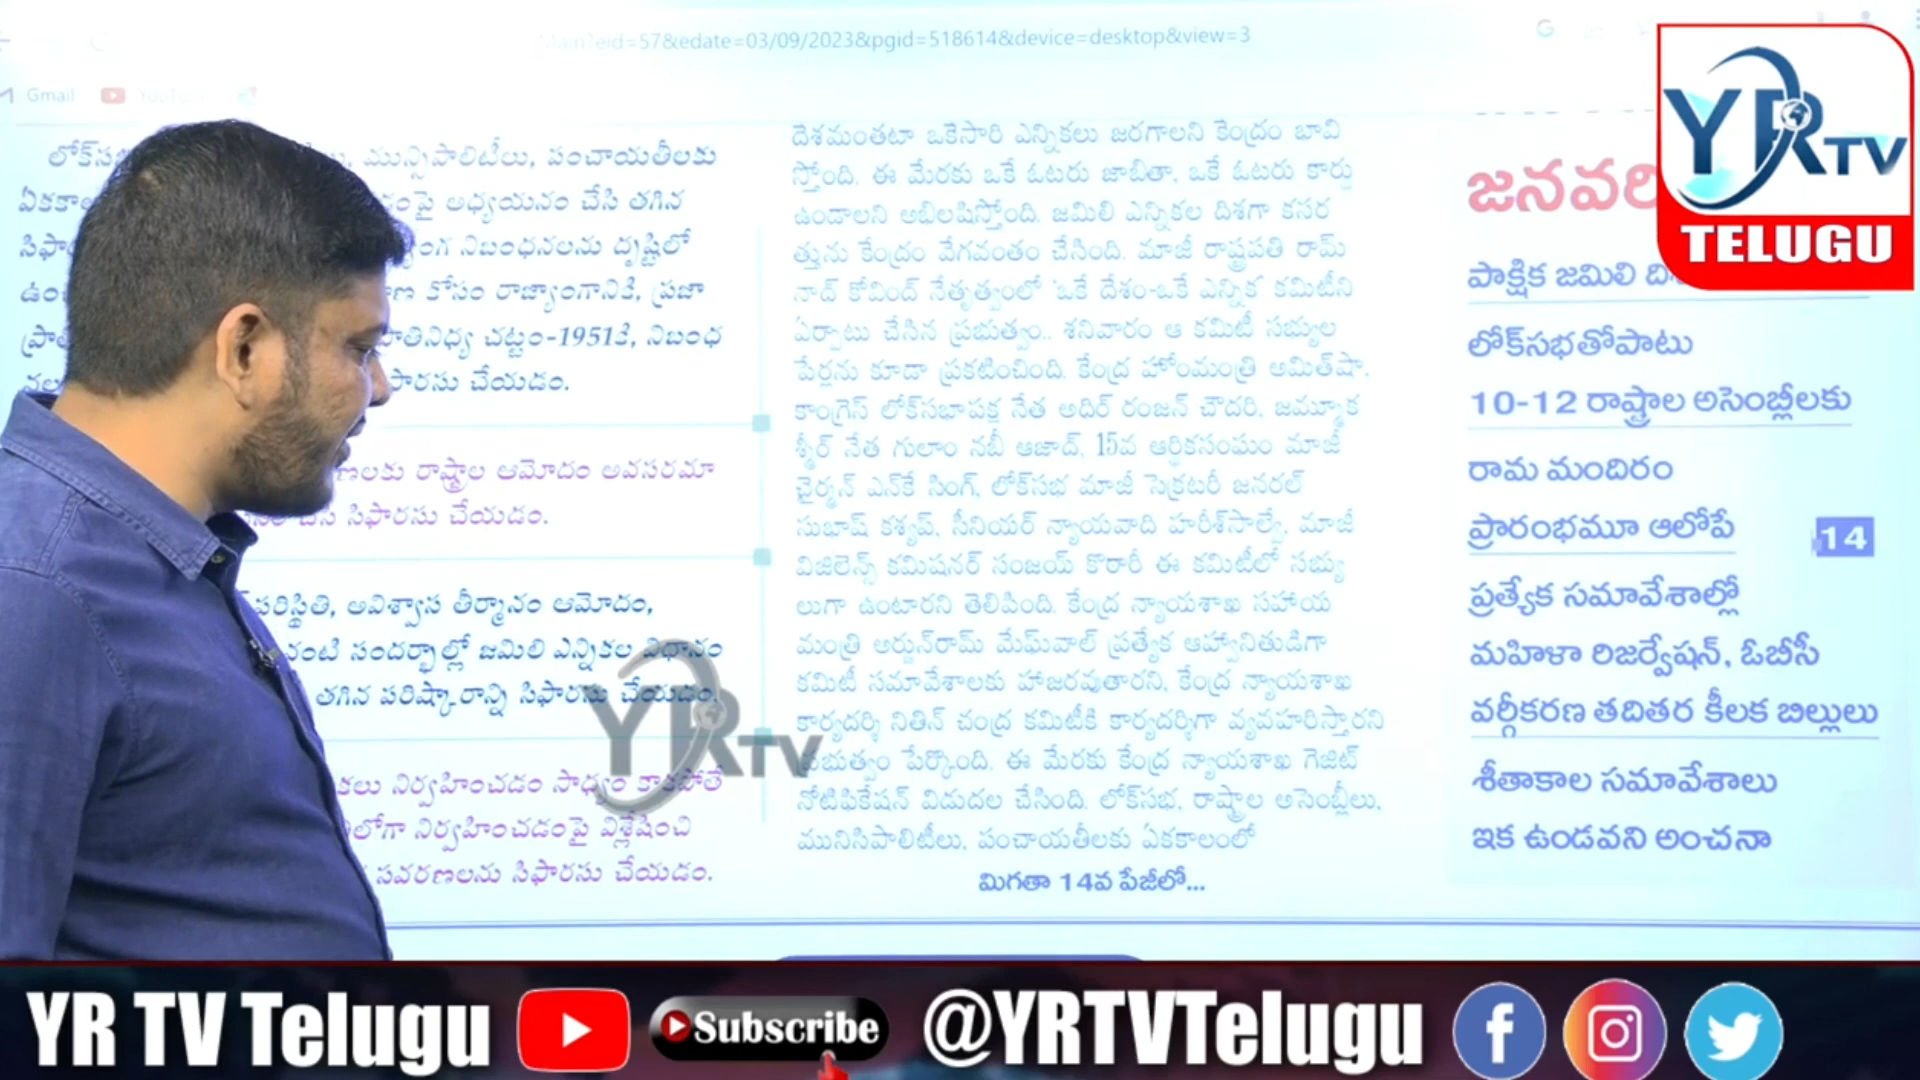 Main?eid=57&edate=03/09/2023&pgid=518614&device=desktop&view=3
Gmail
YouTube
మున్సిపాలిటీలు, పంచాయతీలకు
అధ్యయనం చేసి తగిన
నిబంధనలను దృష్టిలో
కోసం రాజ్యాంగానికి, ప్రజా
చట్టం-1951కి, నిబంధ
చేయడం.
రాష్ట్రాల ఆమోదం అవసరమా
సిఫారసు చేయడం.
అవిశ్వాస తీర్మానం ఆమోదం,
సందర్భాల్లో జమిలి ఎన్నికల విధానం
తగిన పరిష్కారాన్ని సిఫారసు చేయడం.
నిర్వహించడం సాధ్యం కాకపోతే
నిర్వహించడంపై విశ్లేషించి
సవరణలను సిఫారసు చేయడం.
దేశమంతటా ఒకేసారి ఎన్నికలు జరగాలని కేంద్రం భావి
స్తోంది. ఈ మేరకు ఒకే ఓటరు జాబితా, ఒకే ఓటరు కార్డు
ఉండాలని అభిలషిస్తోంది. జమిలి ఎన్నికల దిశగా కసర
త్తును కేంద్రం వేగవంతం చేసింది. మాజీ రాష్ట్రపతి రామ్
నాథ్ కోవింద్ నేతృత్వంలో 'ఒకే దేశం-ఒకే ఎన్నిక' కమిటీని
ఏర్పాటు చేసిన ప్రభుత్వం.. శనివారం ఆ కమిటీ సభ్యుల
పేర్లను కూడా ప్రకటించింది. కేంద్ర హోంమంత్రి అమిత్‌షా,
కాంగ్రెస్ లోక్‌సభాపక్ష నేత అధిర్ రంజన్ చౌదరి, జమ్మూక
శ్మీర్ నేత గులాం నబీ ఆజాద్, 15వ ఆర్థికసంఘం మాజీ
ఛైర్మన్ ఎన్‌కే సింగ్, లోక్‌సభ మాజీ సెక్రటరీ జనరల్
సుభాష్ కశ్యప్, సీనియర్ న్యాయవాది హరీశ్‌సాల్వే, మాజీ
విజిలెన్స్ కమిషనర్ సంజయ్ కొఠారీ ఈ కమిటీలో సభ్యు
లుగా ఉంటారని తెలిపింది. కేంద్ర న్యాయశాఖ సహాయ
మంత్రి అర్జున్‌రామ్ మేఘ్‌వాల్ ప్రత్యేక ఆహ్వానితుడిగా
కమిటీ సమావేశాలకు హాజరవుతారని, కేంద్ర న్యాయశాఖ
కార్యదర్శి నితిన్ చంద్ర కమిటీకి కార్యదర్శిగా వ్యవహరిస్తారని
ప్రభుత్వం పేర్కొంది. ఈ మేరకు కేంద్ర న్యాయశాఖ గెజిట్
నోటిఫికేషన్ విడుదల చేసింది. లోక్‌సభ, రాష్ట్రాల అసెంబ్లీలు,
మునిసిపాలిటీలు, పంచాయతీలకు ఏకకాలంలో
మిగతా 14వ పేజీలో...
పాక్షిక జమిలి
లోక్‌సభతోపాటు
10-12 రాష్ట్రాల అసెంబ్లీలకు
రామ మందిరం
ప్రారంభమూ ఆలోపే
14
ప్రత్యేక సమావేశాల్లో
మహిళా రిజర్వేషన్, ఓబీసీ
వర్గీకరణ తదితర కీలక బిల్లులు
శీతాకాల సమావేశాలు
ఇక ఉండవని అంచనా
YR TV
TELUGU
YR TV
YR TV Telugu
Subscribe
@YRTVTelugu